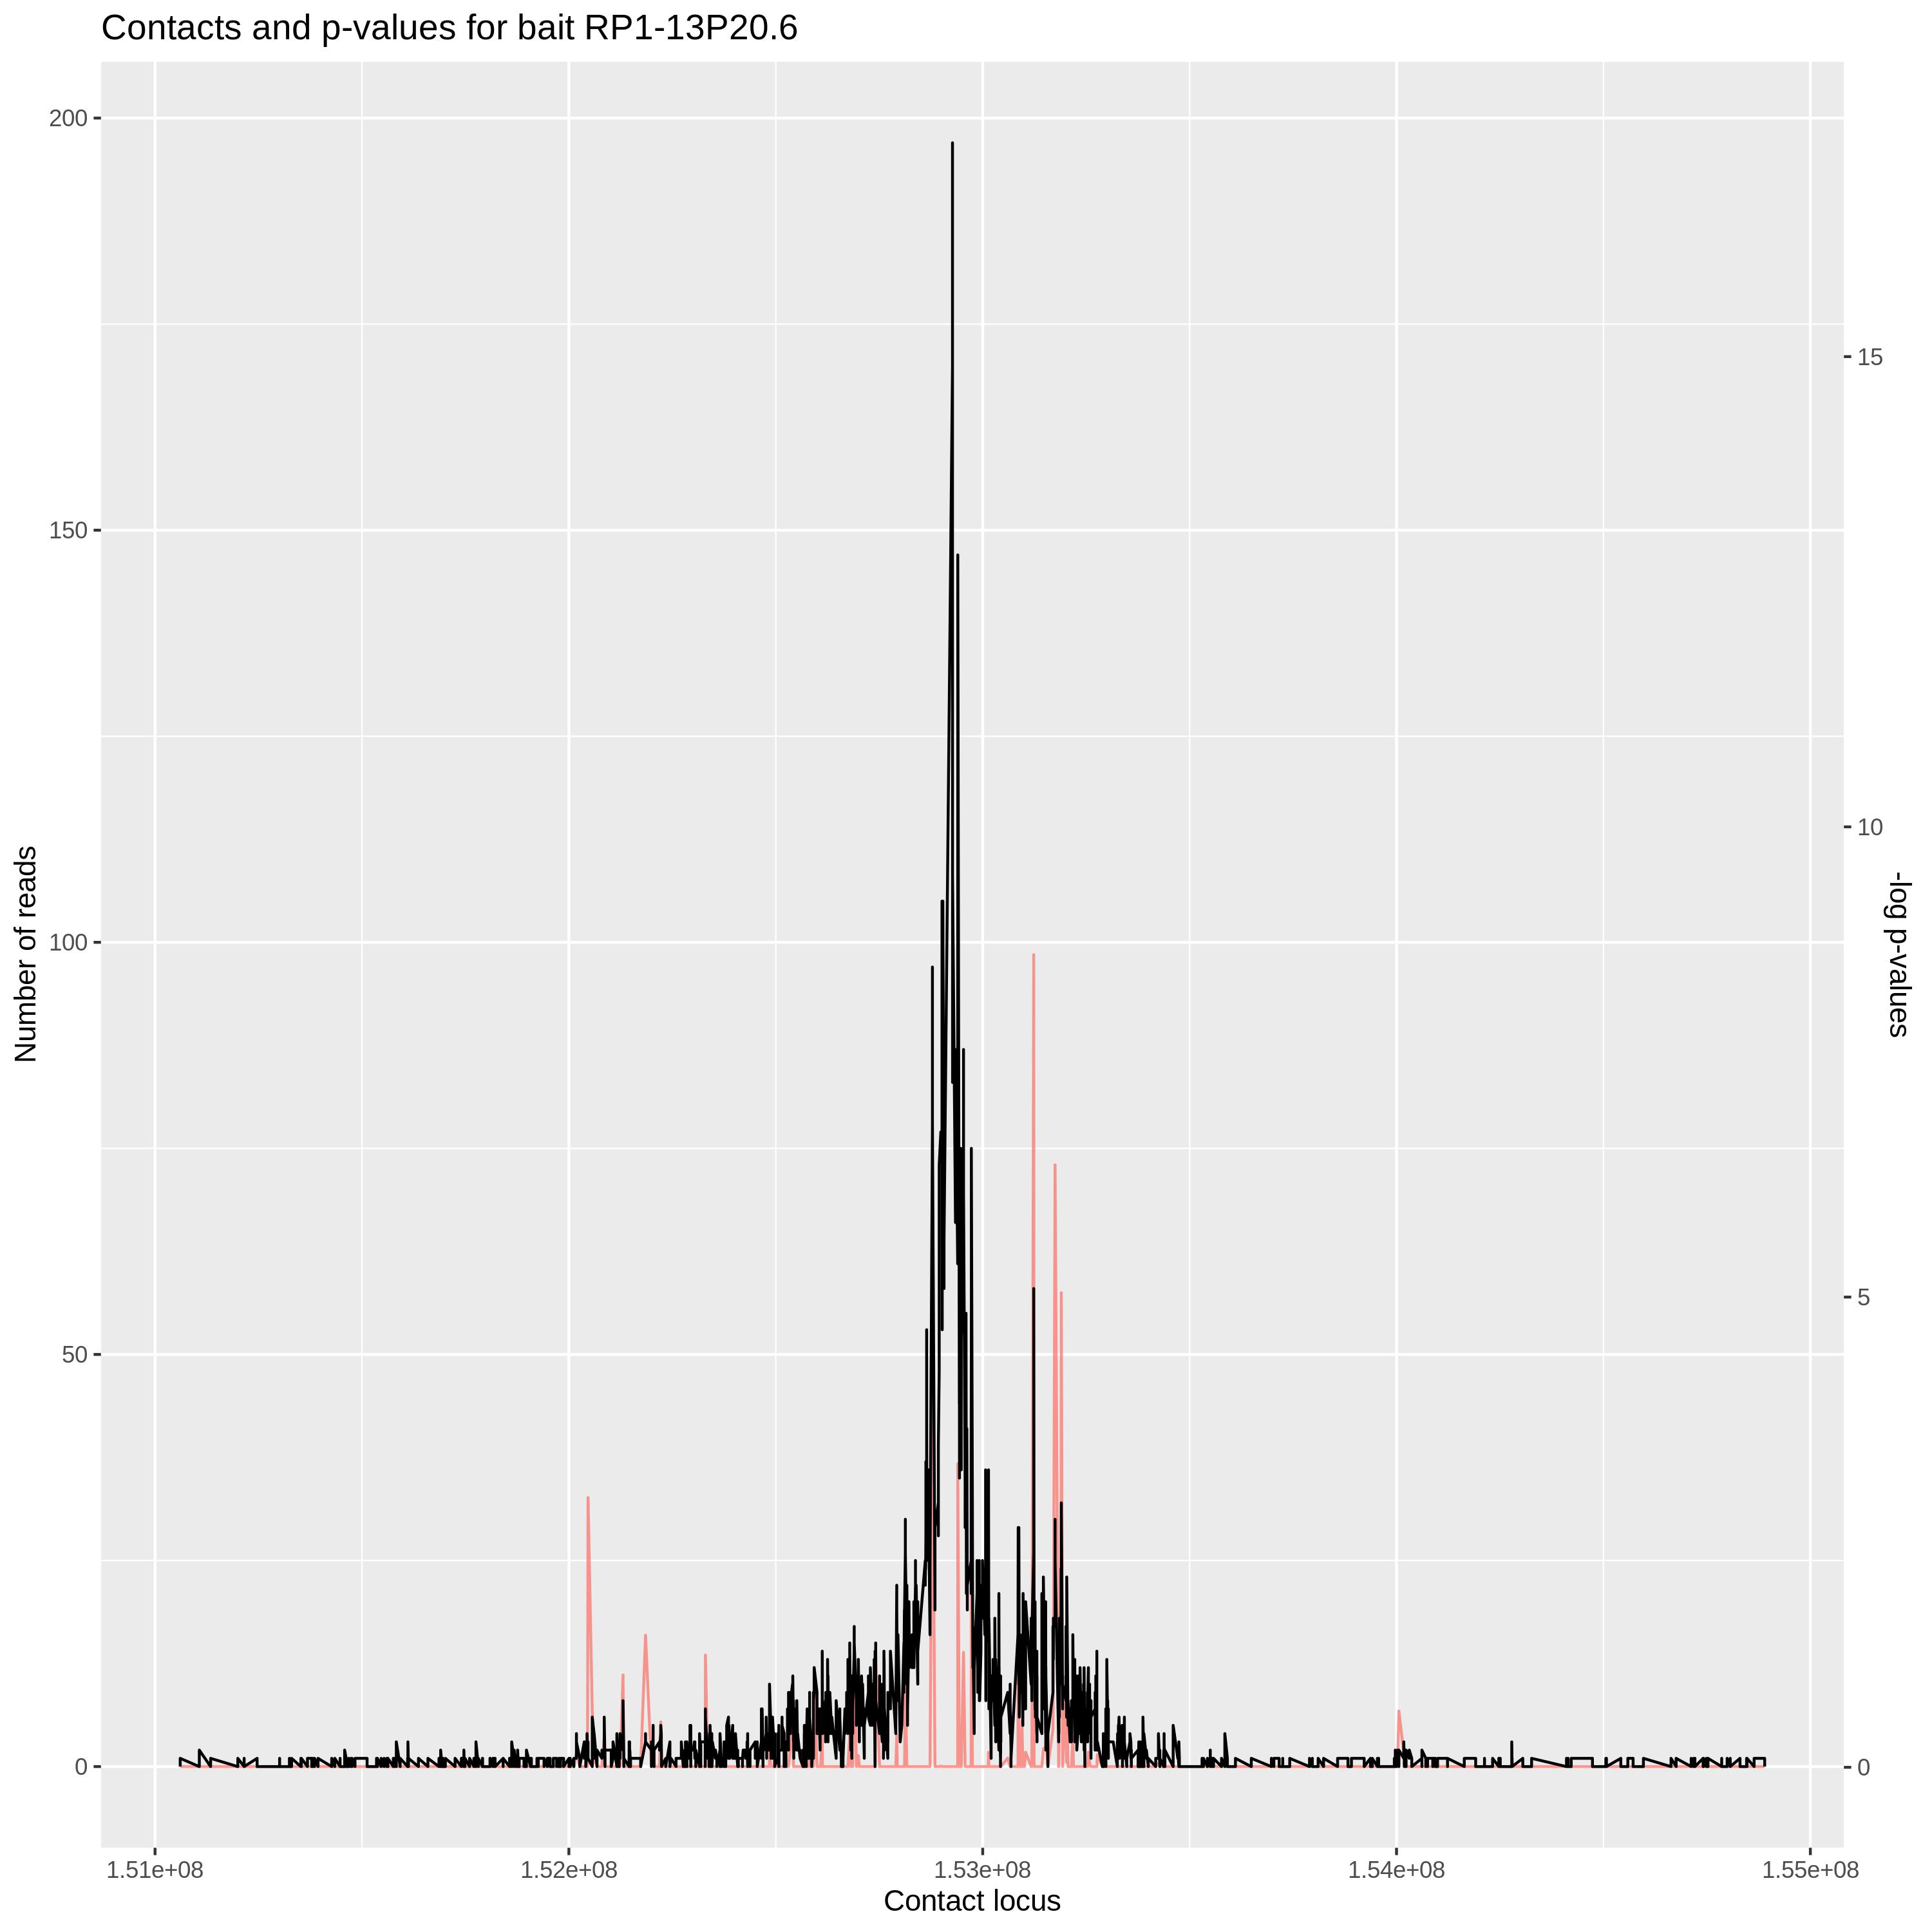 Contacts and p-values for bait RP1-13P20.6
200
150
100
50
0
Number of reads
15
10
5
0
-log p-values
1.51e+08
1.52e+08
1.53e+08
1.54e+08
1.55e+08
Contact locus